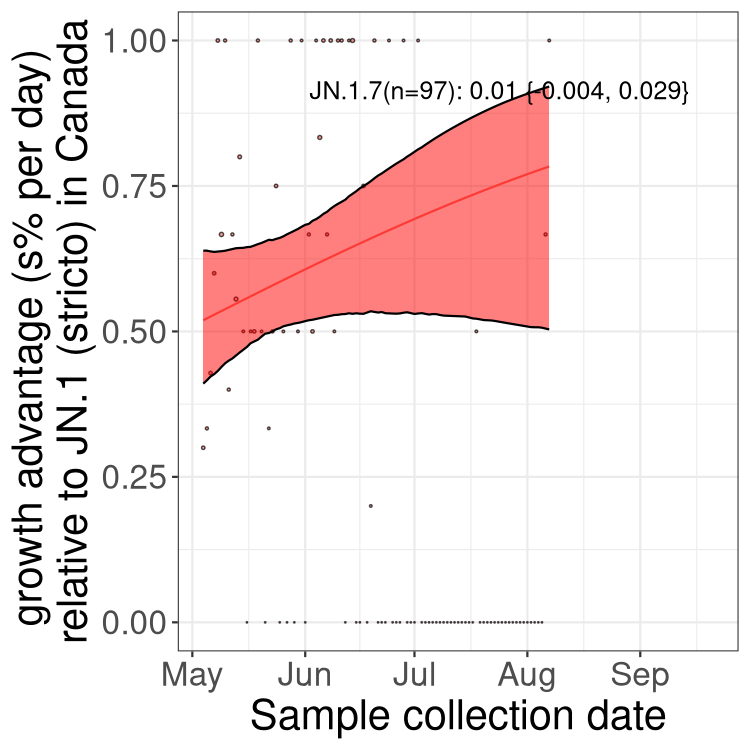 growth advantage (s% per day)
relative to JN.1 (stricto) in Canada
1.00
0.75
0.50
0.25
0.00
JN.1.7(n=97): 0.01 {-0.004, 0.029}
May Jun Jul Aug Sep
Sample collection date